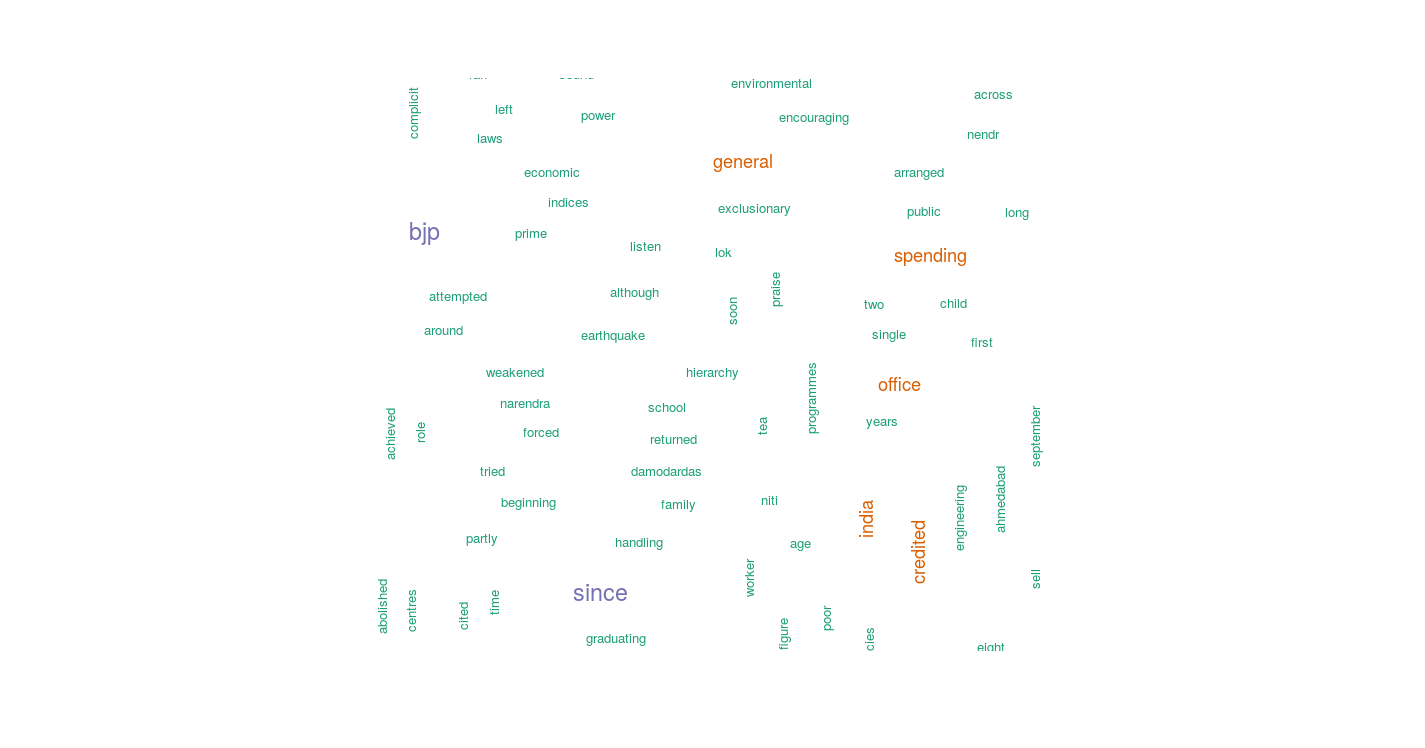 environmental
complicit
across
left
power
encouraging
laws
nendr
general
economic
arranged
indices
exclusionary
public
long
bjp
prime
listen
lok
spending
praise
attempted
although
soon
two
child
around
earthquake
single
first
weakened
hierarchy
programmes
office
narendra
school
achieved
role
forced
returned
tea
years
september
tried
damodardas
beginning
family
niti
india
engineering
ahmedabad
credited
partly
handling
age
worker
sell
abolished
centres
cited
time
since
poor
figure
cies
graduating
eight